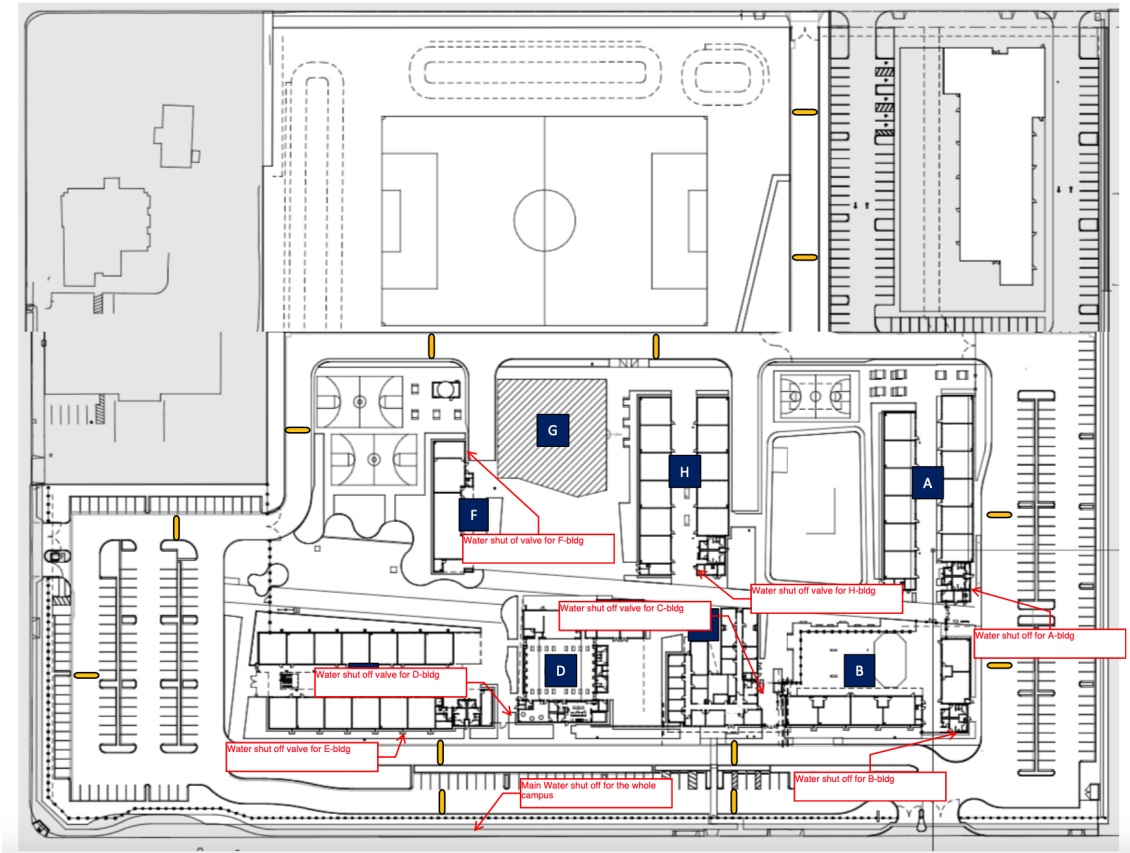 G
H
A
F
Water shut of valve for F-bldg
Water shut off valve for H-bldg
Water shut off valve for C-bldg
Water shut off for A-bldg
D
B
Water shut off valve for D-bldg
Water shut off valve for E-bldg
Water shut off for B-bldg
Main Water shut off for the whole
campus